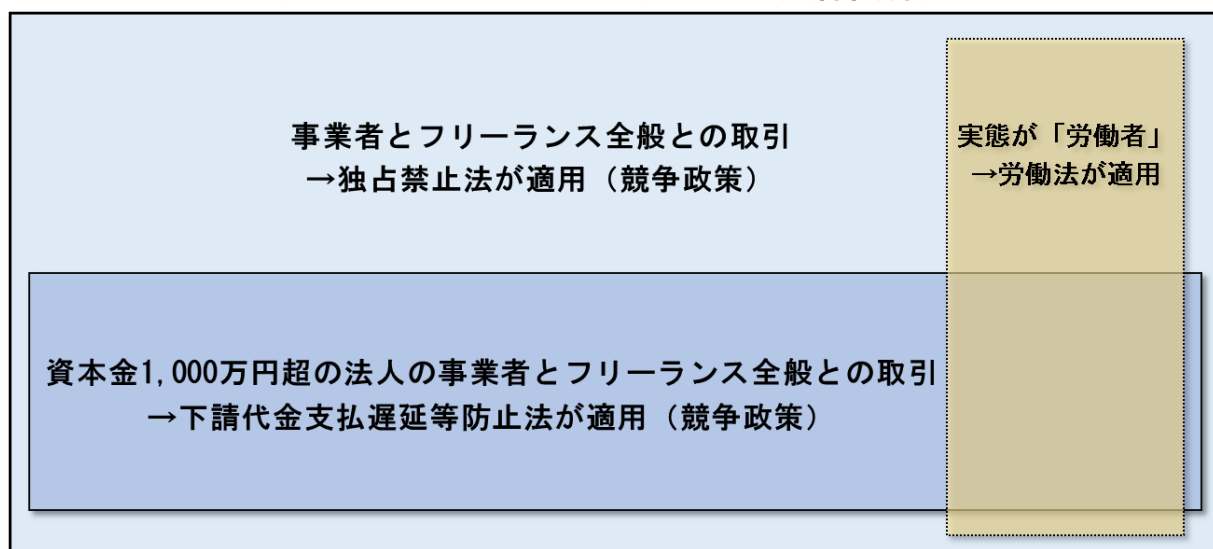 事業者とフリーランス全般との取引
→独占禁止法が適用（競争政策）
実態が「労働者」
→労働法が適用
資本金1,000万円超の法人の事業者とフリーランス全般との取引
→下請代金支払遅延等防止法が適用（競争政策）